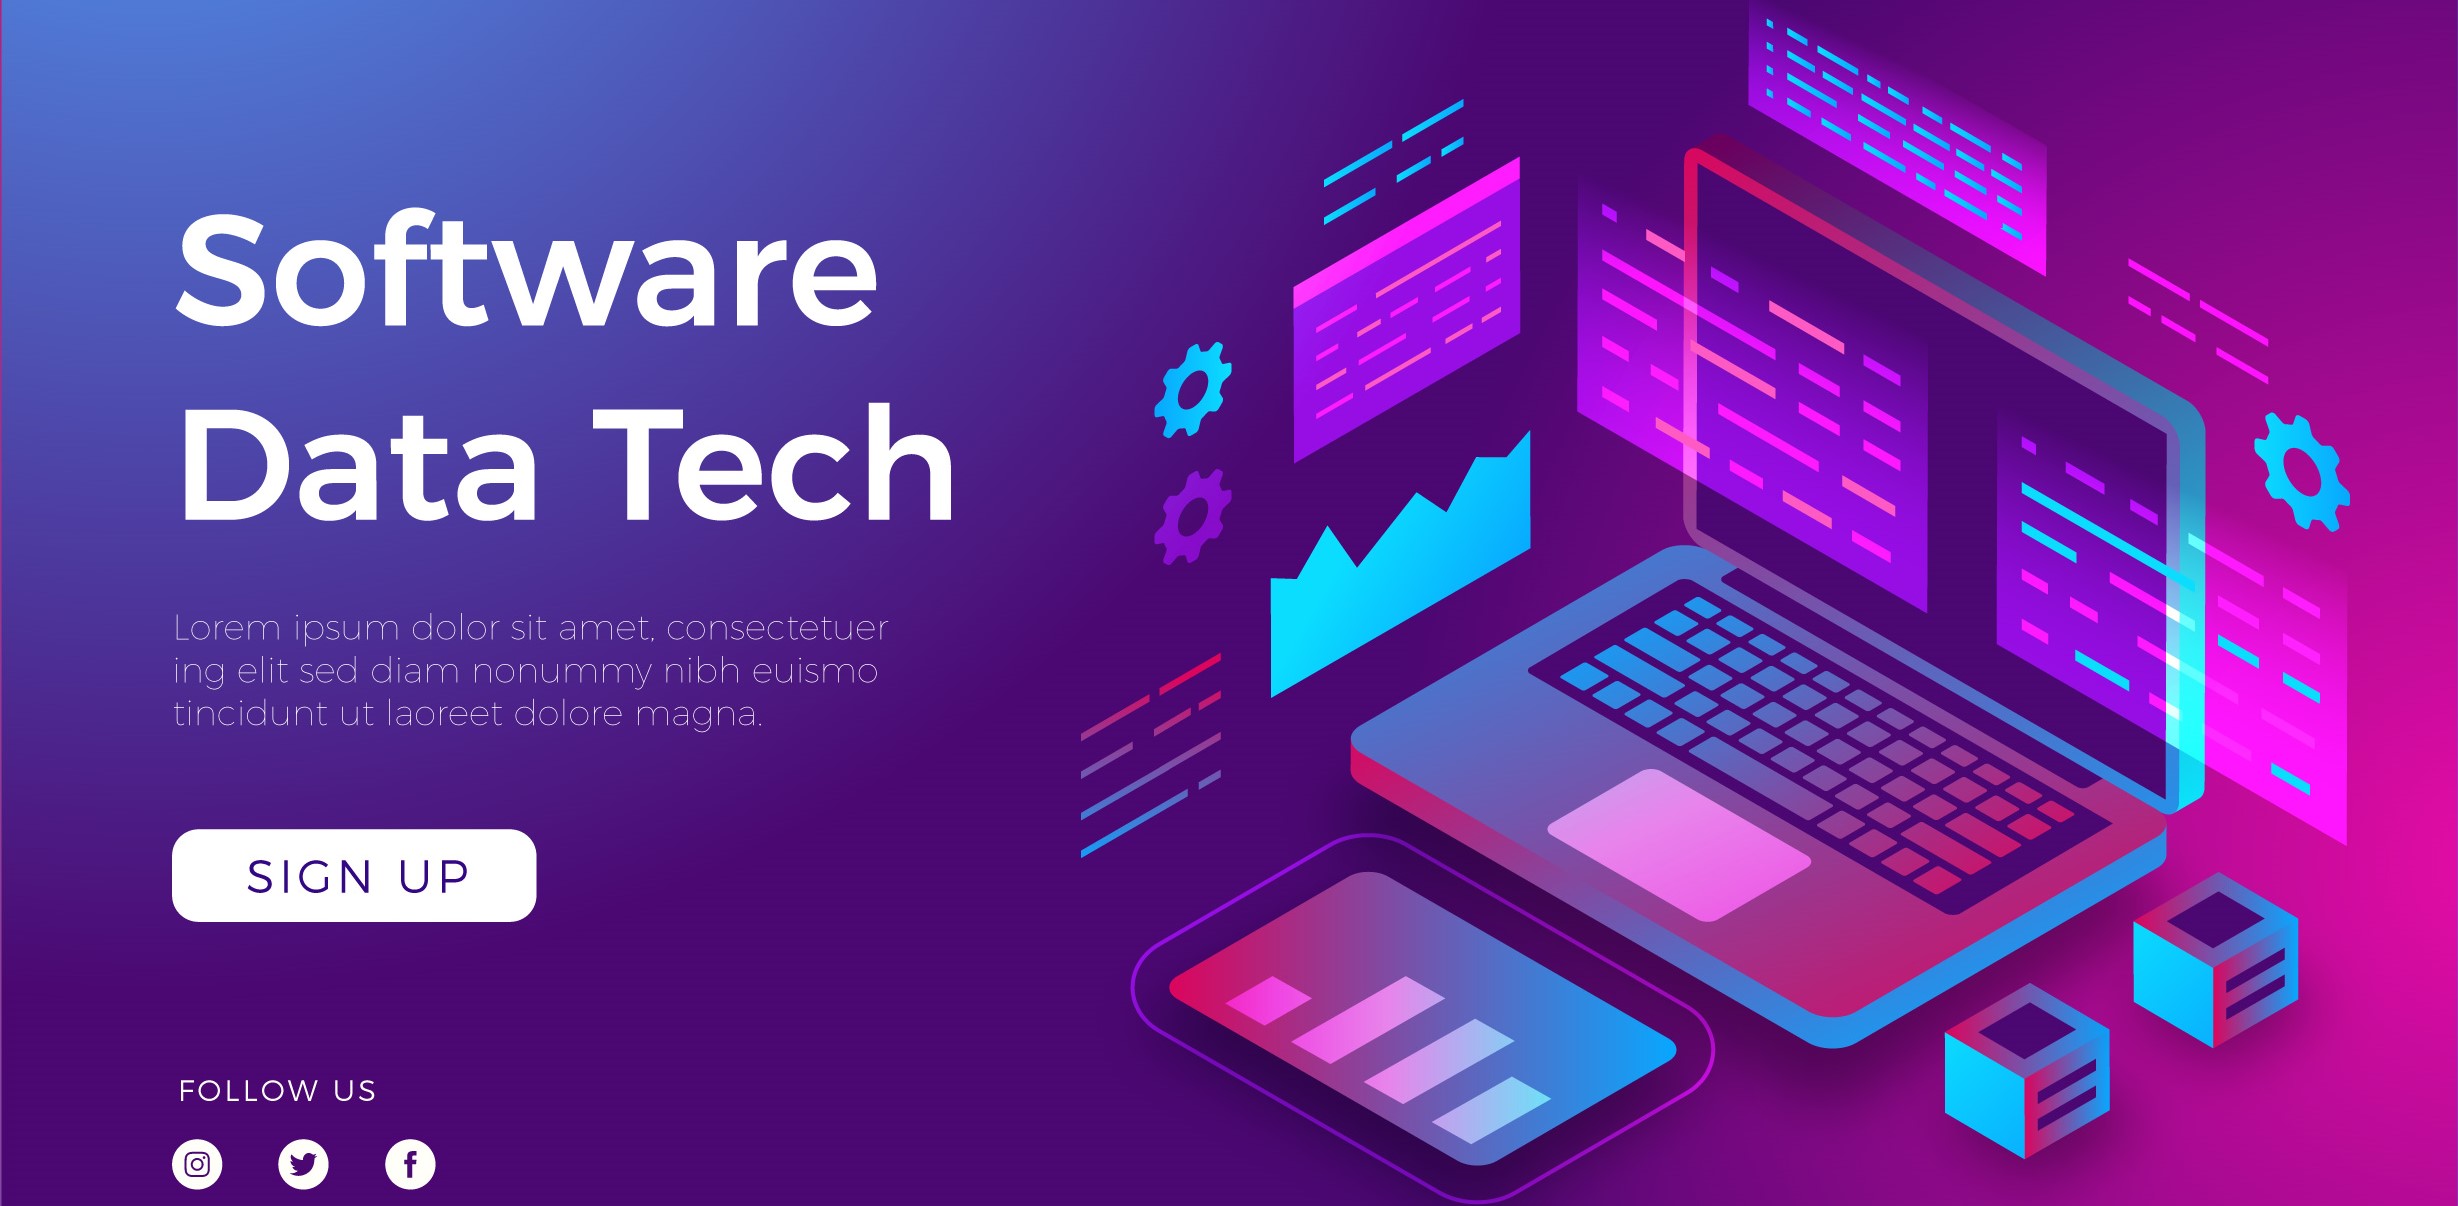 Software
Data Tech
Lorem ipsum dolor sit amet, consectetuer
ing elit sed diam nonummy nibh euismo
tincidunt ut laoreet dolore magna.
SIGN UP
FOLLOW US